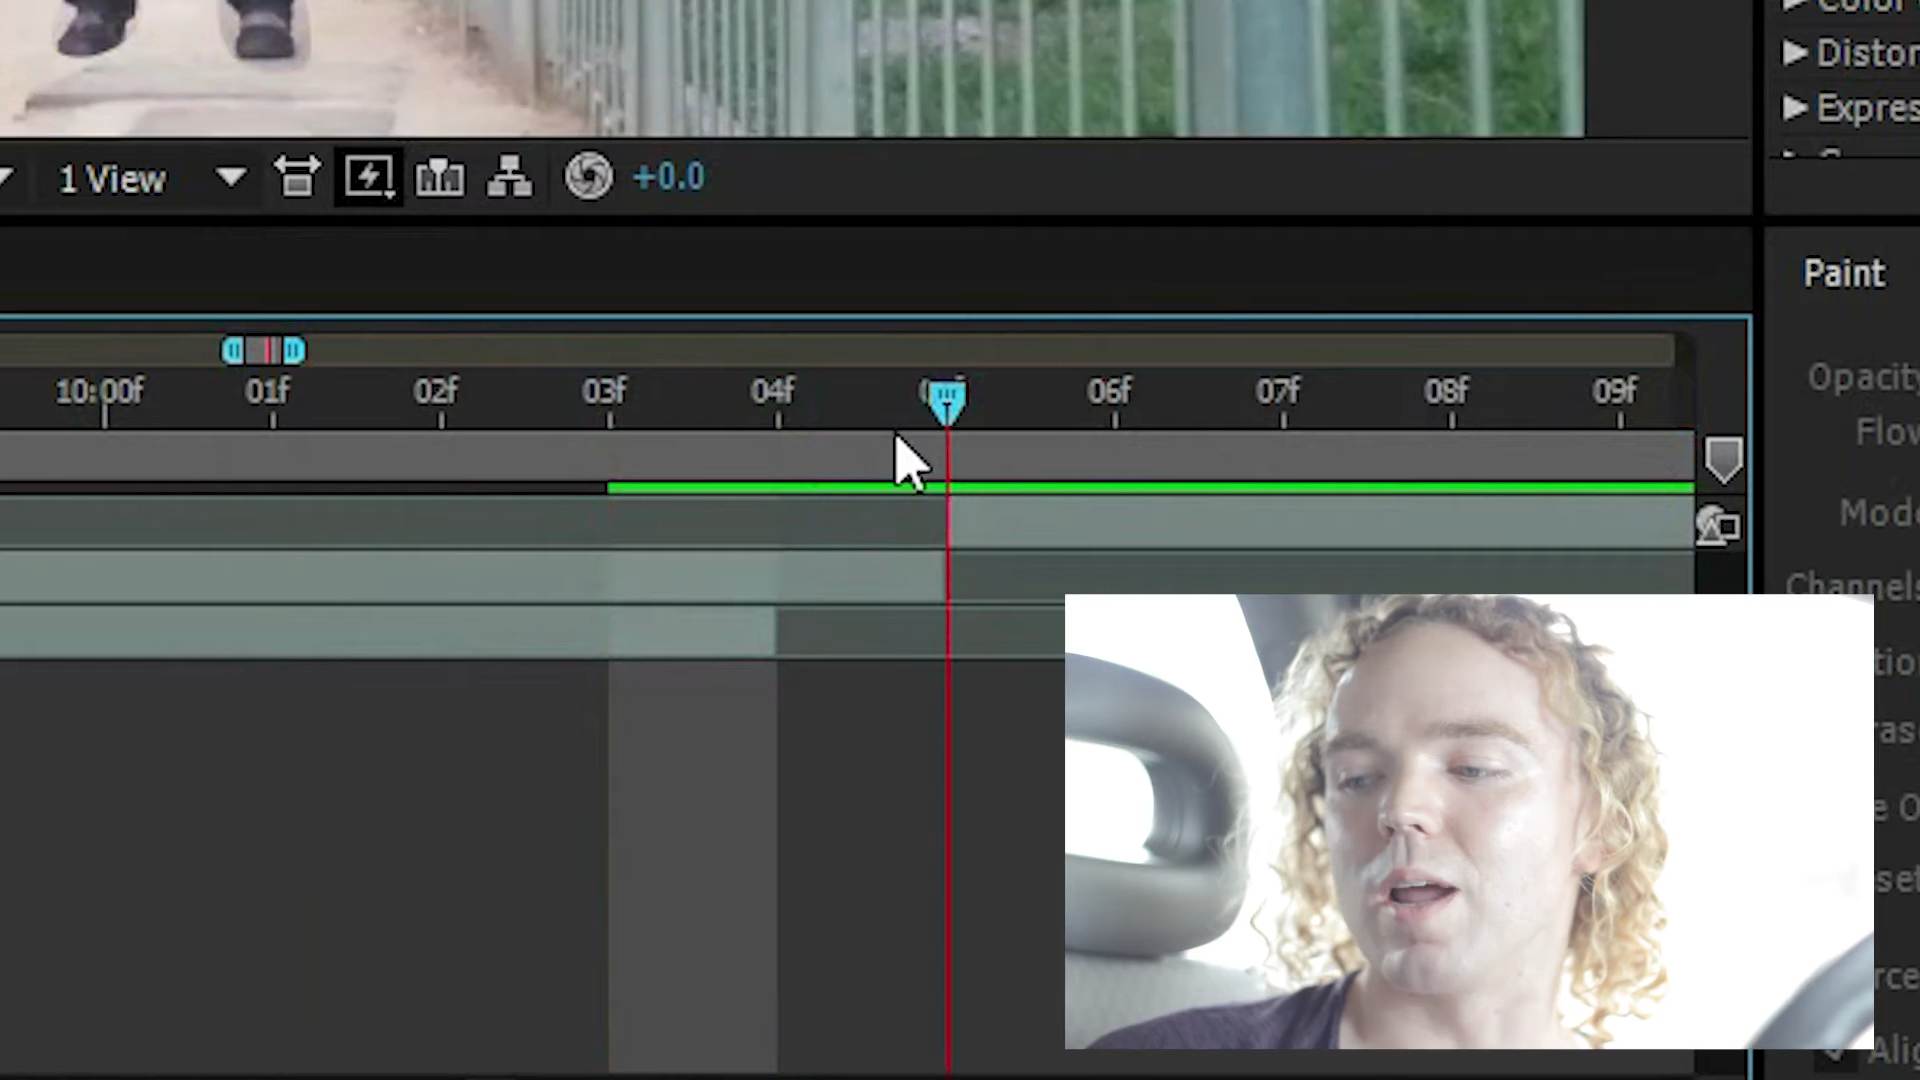 Distor
Expres
1 View
+0.0
Paint
10:00f 01f 02f 03f 04f 06f 07f 08f 09f
Opacity
Flow
Mode
Channels